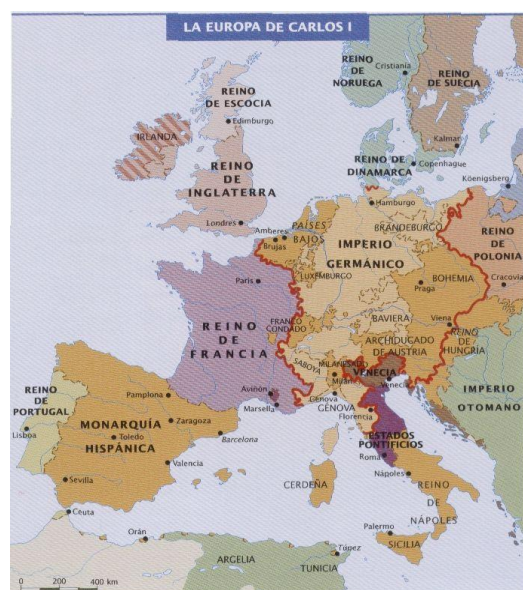 LA EUROPA DE CARLOS I
REINO
DE
NORUEGA
Cristianía
REINO
DE SUECIA
REINO
DE ESCOCIA
Edimburgo
IRLANDA
Kalmar
REINO DE
DINAMARCA
Copenhague
REINO
DE
INGLATERRA
Köenigsberg
Hamburgo
Londres
Amberes
PAÍSES
BAJOS
Brujas
BRANDEBURGO
REINO
DE
POLONIA
IMPERIO
GERMÁNICO
LUXEMBURGO
París
BOHEMIA
Praga
Cracovia
REINO
DE
FRANCIA
FRANCO
CONDADO
BAVIERA
Viena
REINO
DE
HUNGRÍA
ARCHIDUCADO
DE AUSTRIA
SABOYA
MILANESADO
Milán
VENECIA
Venecia
IMPERIO
OTOMANO
REINO
DE
PORTUGAL
Pamplona
Aviñón
Marsella
Génova
GÉNOVA
Florencia
Lisboa
MONARQUÍA
HISPÁNICA
Zaragoza
Toledo
Barcelona
ESTADOS
PONTIFICIOS
Roma
Valencia
Nápoles
REINO
DE
NÁPOLES
Sevilla
CERDEÑA
Ceuta
Orán
Palermo
SICILIA
Túnez
ARGELIA
TUNICIA
0 200 400 km